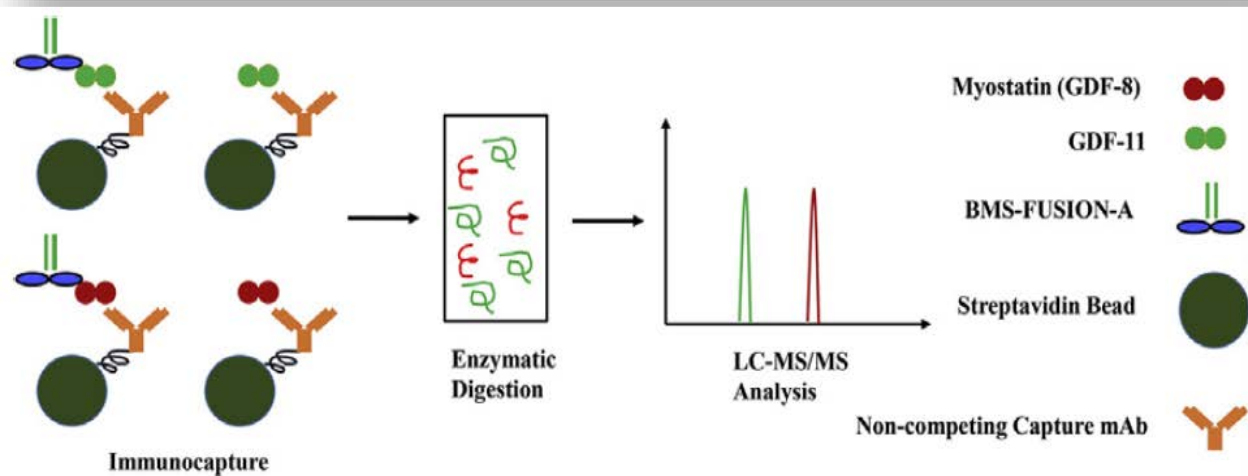 Immunocapture
Enzymatic
Digestion
LC-MS/MS
Analysis
Myostatin (GDF-8)
GDF-11
BMS-FUSION-A
Streptavidin Bead
Non-competing Capture mAb